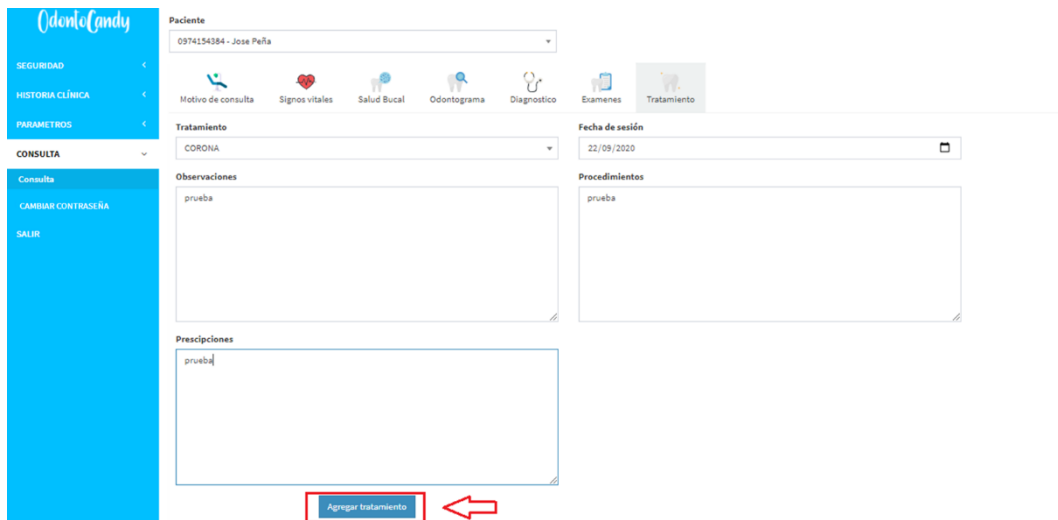 OdontoCandy
SEGURIDAD
HISTORIA CLÍNICA
PARAMETROS
CONSULTA
Consulta
CAMBIAR CONTRASEÑA
SALIR
Paciente
0974154384 - Jose Peña
Motivo de consulta Signos vitales Salud Bucal Odontograma Diagnostico Examenes Tratamiento
Tratamiento Fecha de sesión
CORONA 22/09/2020
Observaciones Procedimientos
prueba prueba
Prescipciones
prueba
Agregar tratamiento